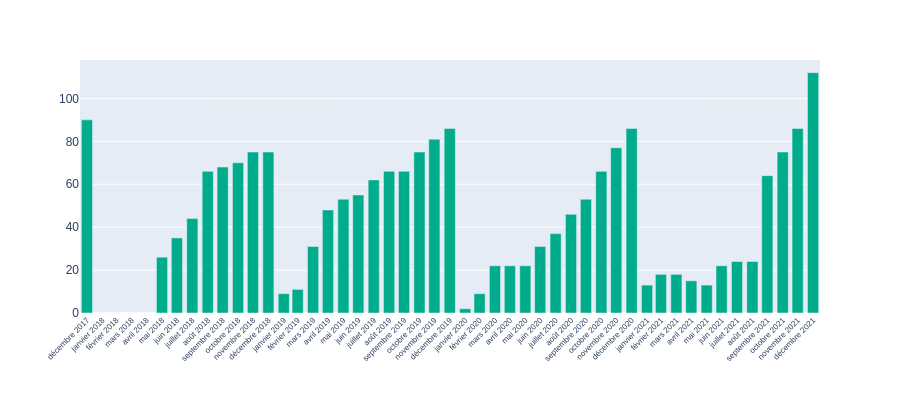 100
80
60
40
20
0
décembre 2017
janvier 2018
février 2018
mars 2018
avril 2018
mai 2018
juin 2018
juillet 2018
août 2018
septembre 2018
octobre 2018
novembre 2018
décembre 2018
janvier 2019
février 2019
mars 2019
avril 2019
mai 2019
juin 2019
juillet 2019
août 2019
septembre 2019
octobre 2019
novembre 2019
décembre 2019
janvier 2020
février 2020
mars 2020
avril 2020
mai 2020
juin 2020
juillet 2020
août 2020
septembre 2020
octobre 2020
novembre 2020
décembre 2020
janvier 2021
février 2021
mars 2021
avril 2021
mai 2021
juin 2021
juillet 2021
août 2021
septembre 2021
octobre 2021
novembre 2021
décembre 2021